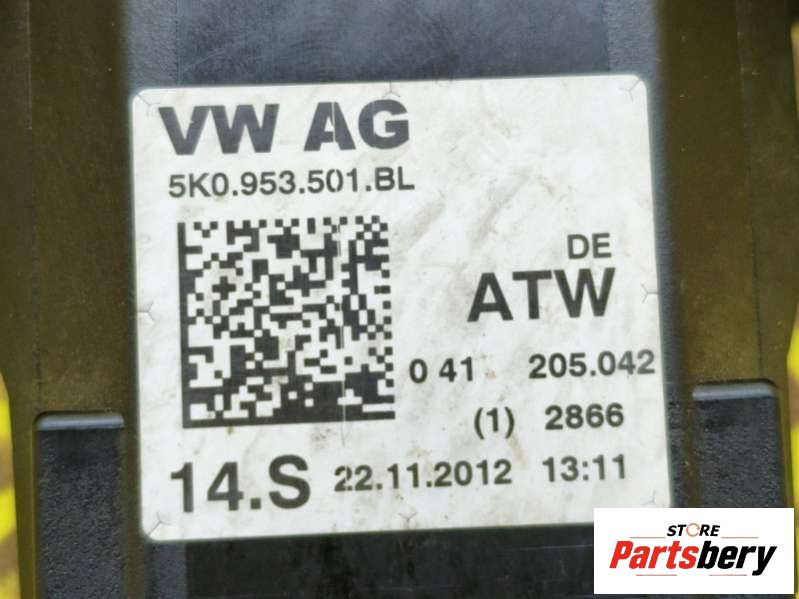 VW AG
5K0.953.501.BL
DE
ATW
0 41 205.042
(1) 2866
14.S 22.11.2012 13:11
STORE
Partsbery